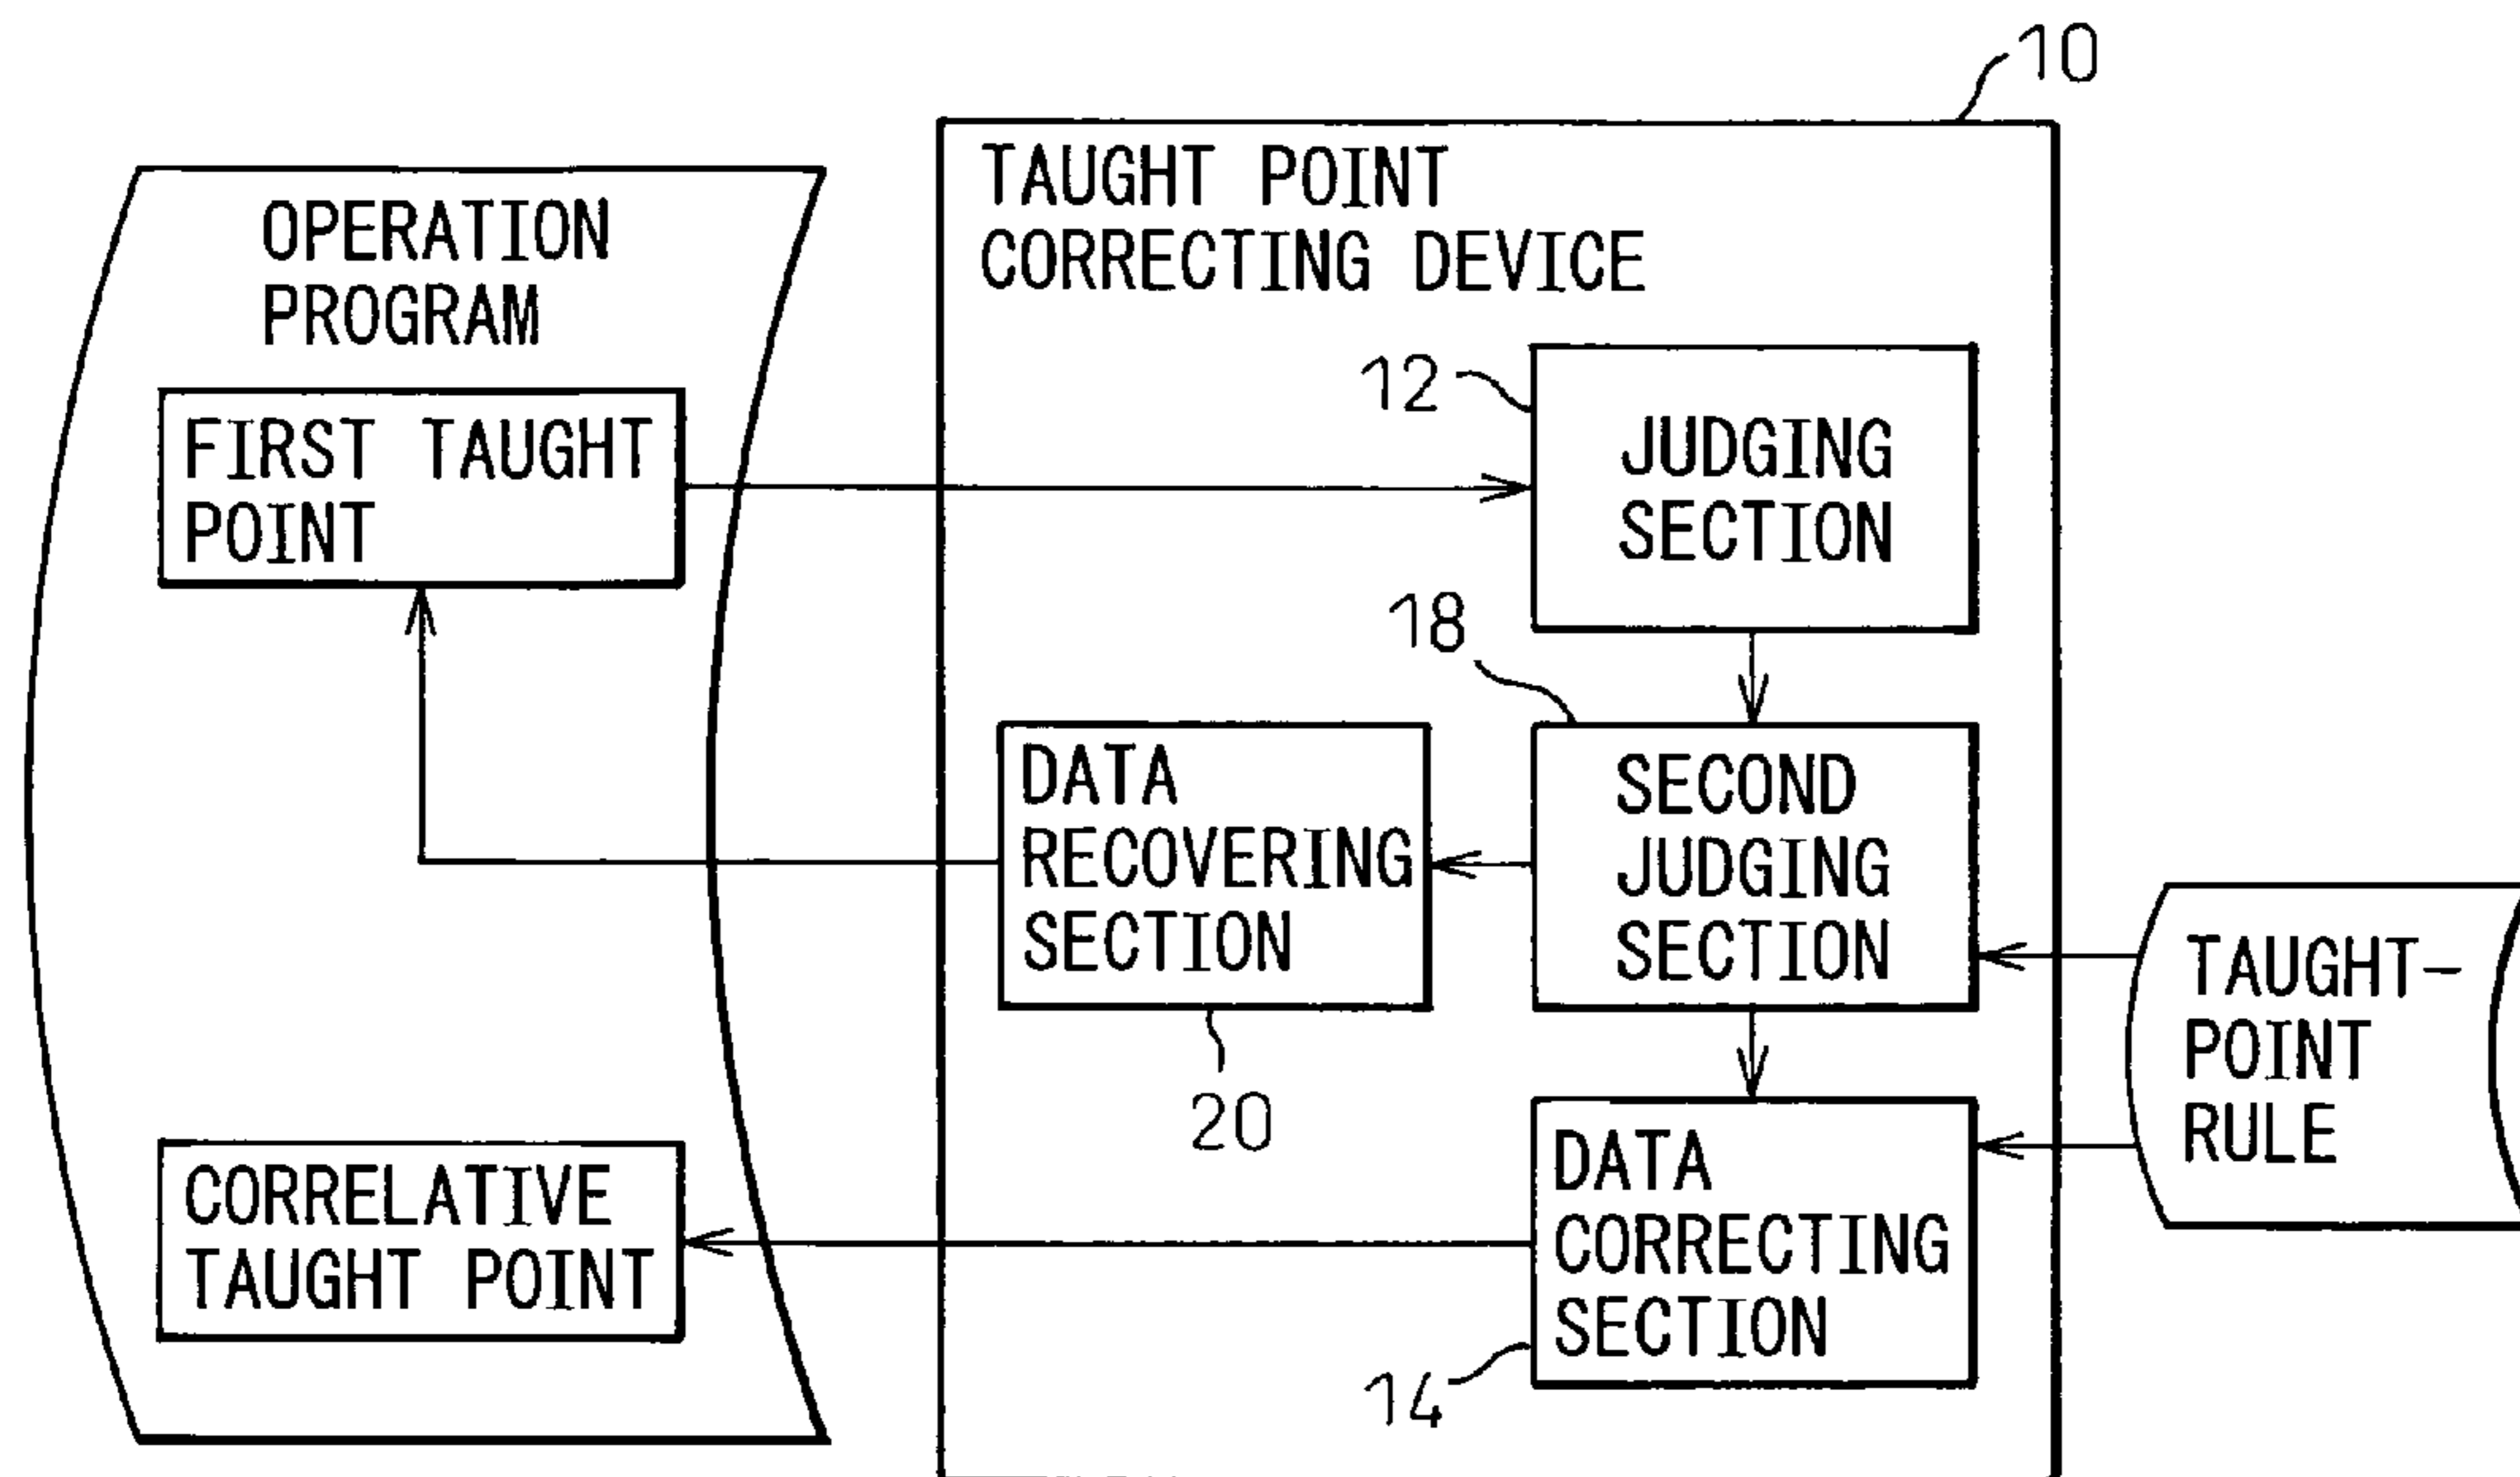 10
TAUGHT POINT
CORRECTING DEVICE
OPERATION
PROGRAM
FIRST TAUGHT
POINT
12
JUDGING
SECTION
18
SECOND
JUDGING
SECTION
DATA
RECOVERING
SECTION
20
TAUGHT-
POINT
RULE
CORRELATIVE
TAUGHT POINT
DATA
CORRECTING
SECTION
14